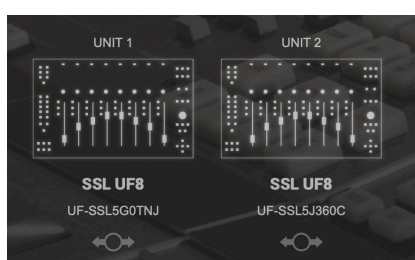 UNIT 1
UNIT 2
SSL UF8
SSL UF8
UF-SSL5G0TNJ
UF-SSL5J360C